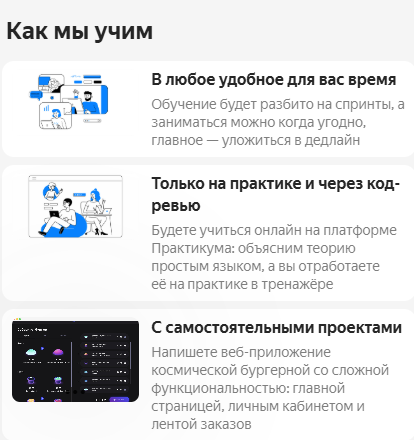 Как мы учим
В любое удобное для вас время
Обучение будет разбито на спринты, а
заниматься можно когда угодно,
главное — уложиться в дедлайн
Только на практике и через код-
ревью
Будете учиться онлайн на платформе
Практикума: объясним теорию
простым языком, а вы отработаете
её на практике в тренажёре
С самостоятельными проектами
Напишете веб-приложение
космической бургерной со сложной
функциональностью: главной
страницей, личным кабинетом и
лентой заказов